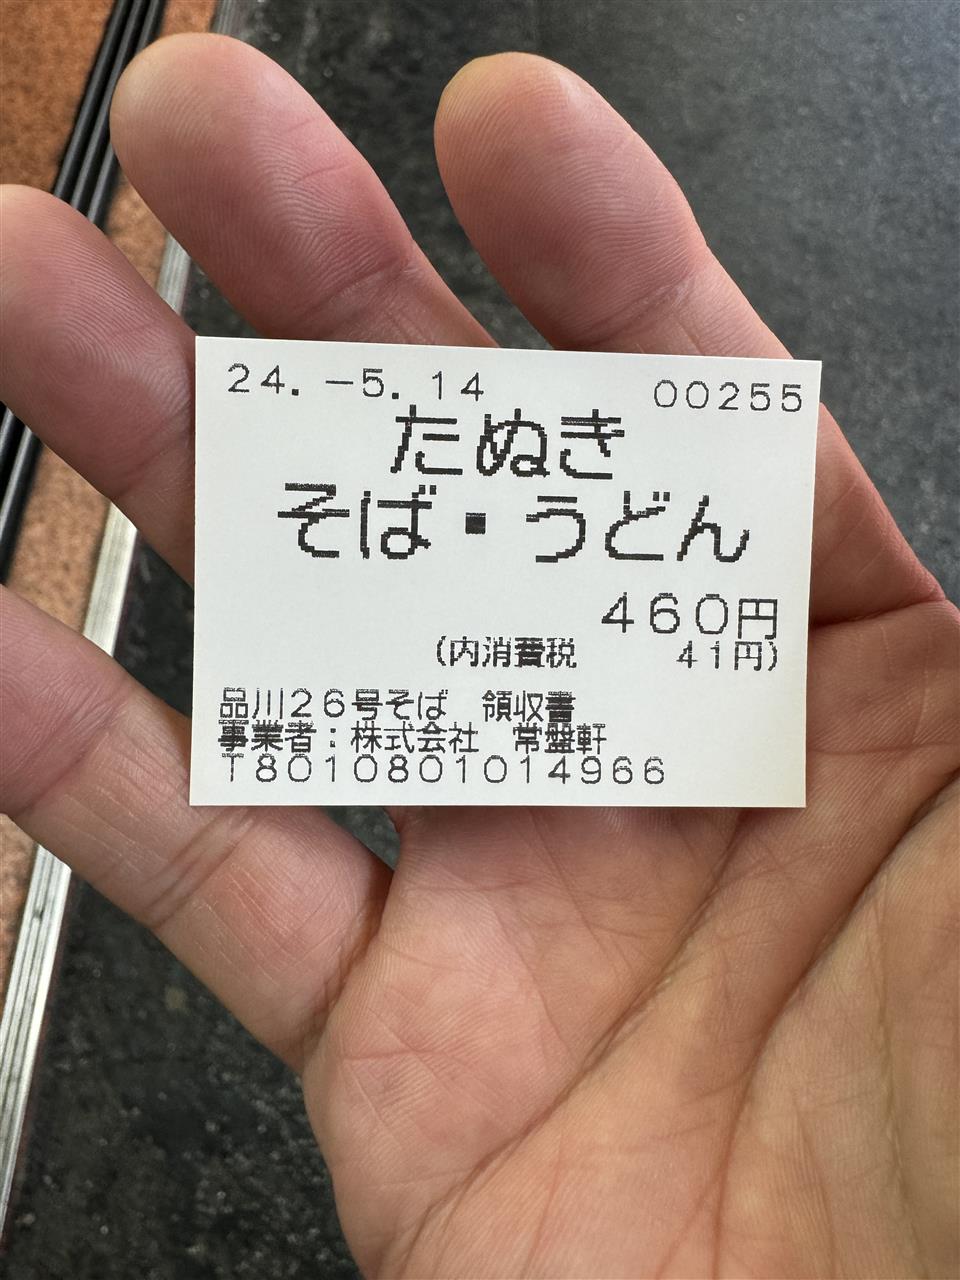 24.-5.14 00255
たぬき
そば・うどん
460円
(内消費税 41円)
品川26号そば 領収書
事業者:株式会社 常盤軒
T8010801014966